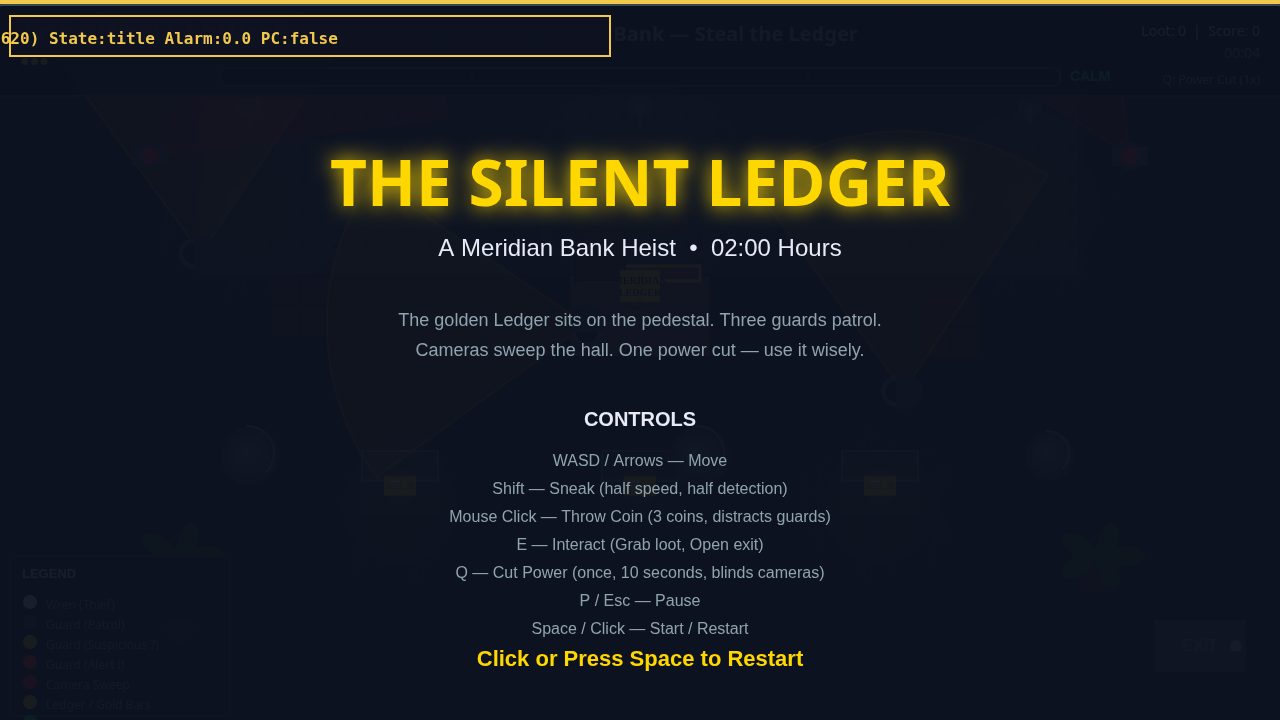 620) State:title Alarm:0.0 PC:false
Bank — Steal the Ledger
Loot: 0 | Score: 0
00:04
CALM
Q: Power Cut (1x)
THE SILENT LEDGER
A Meridian Bank Heist • 02:00 Hours
The golden Ledger sits on the pedestal. Three guards patrol.
Cameras sweep the hall. One power cut — use it wisely.
CONTROLS
WASD / Arrows — Move
Shift — Sneak (half speed, half detection)
Mouse Click — Throw Coin (3 coins, distracts guards)
E — Interact (Grab loot, Open exit)
Q — Cut Power (once, 10 seconds, blinds cameras)
P / Esc — Pause
Space / Click — Start / Restart
Click or Press Space to Restart
LEGEND
Wren (Thief)
Guard (Patrol)
Guard (Suspicious ?)
Guard (Alert !)
Camera Sweep
Ledger / Gold Bars
EXIT